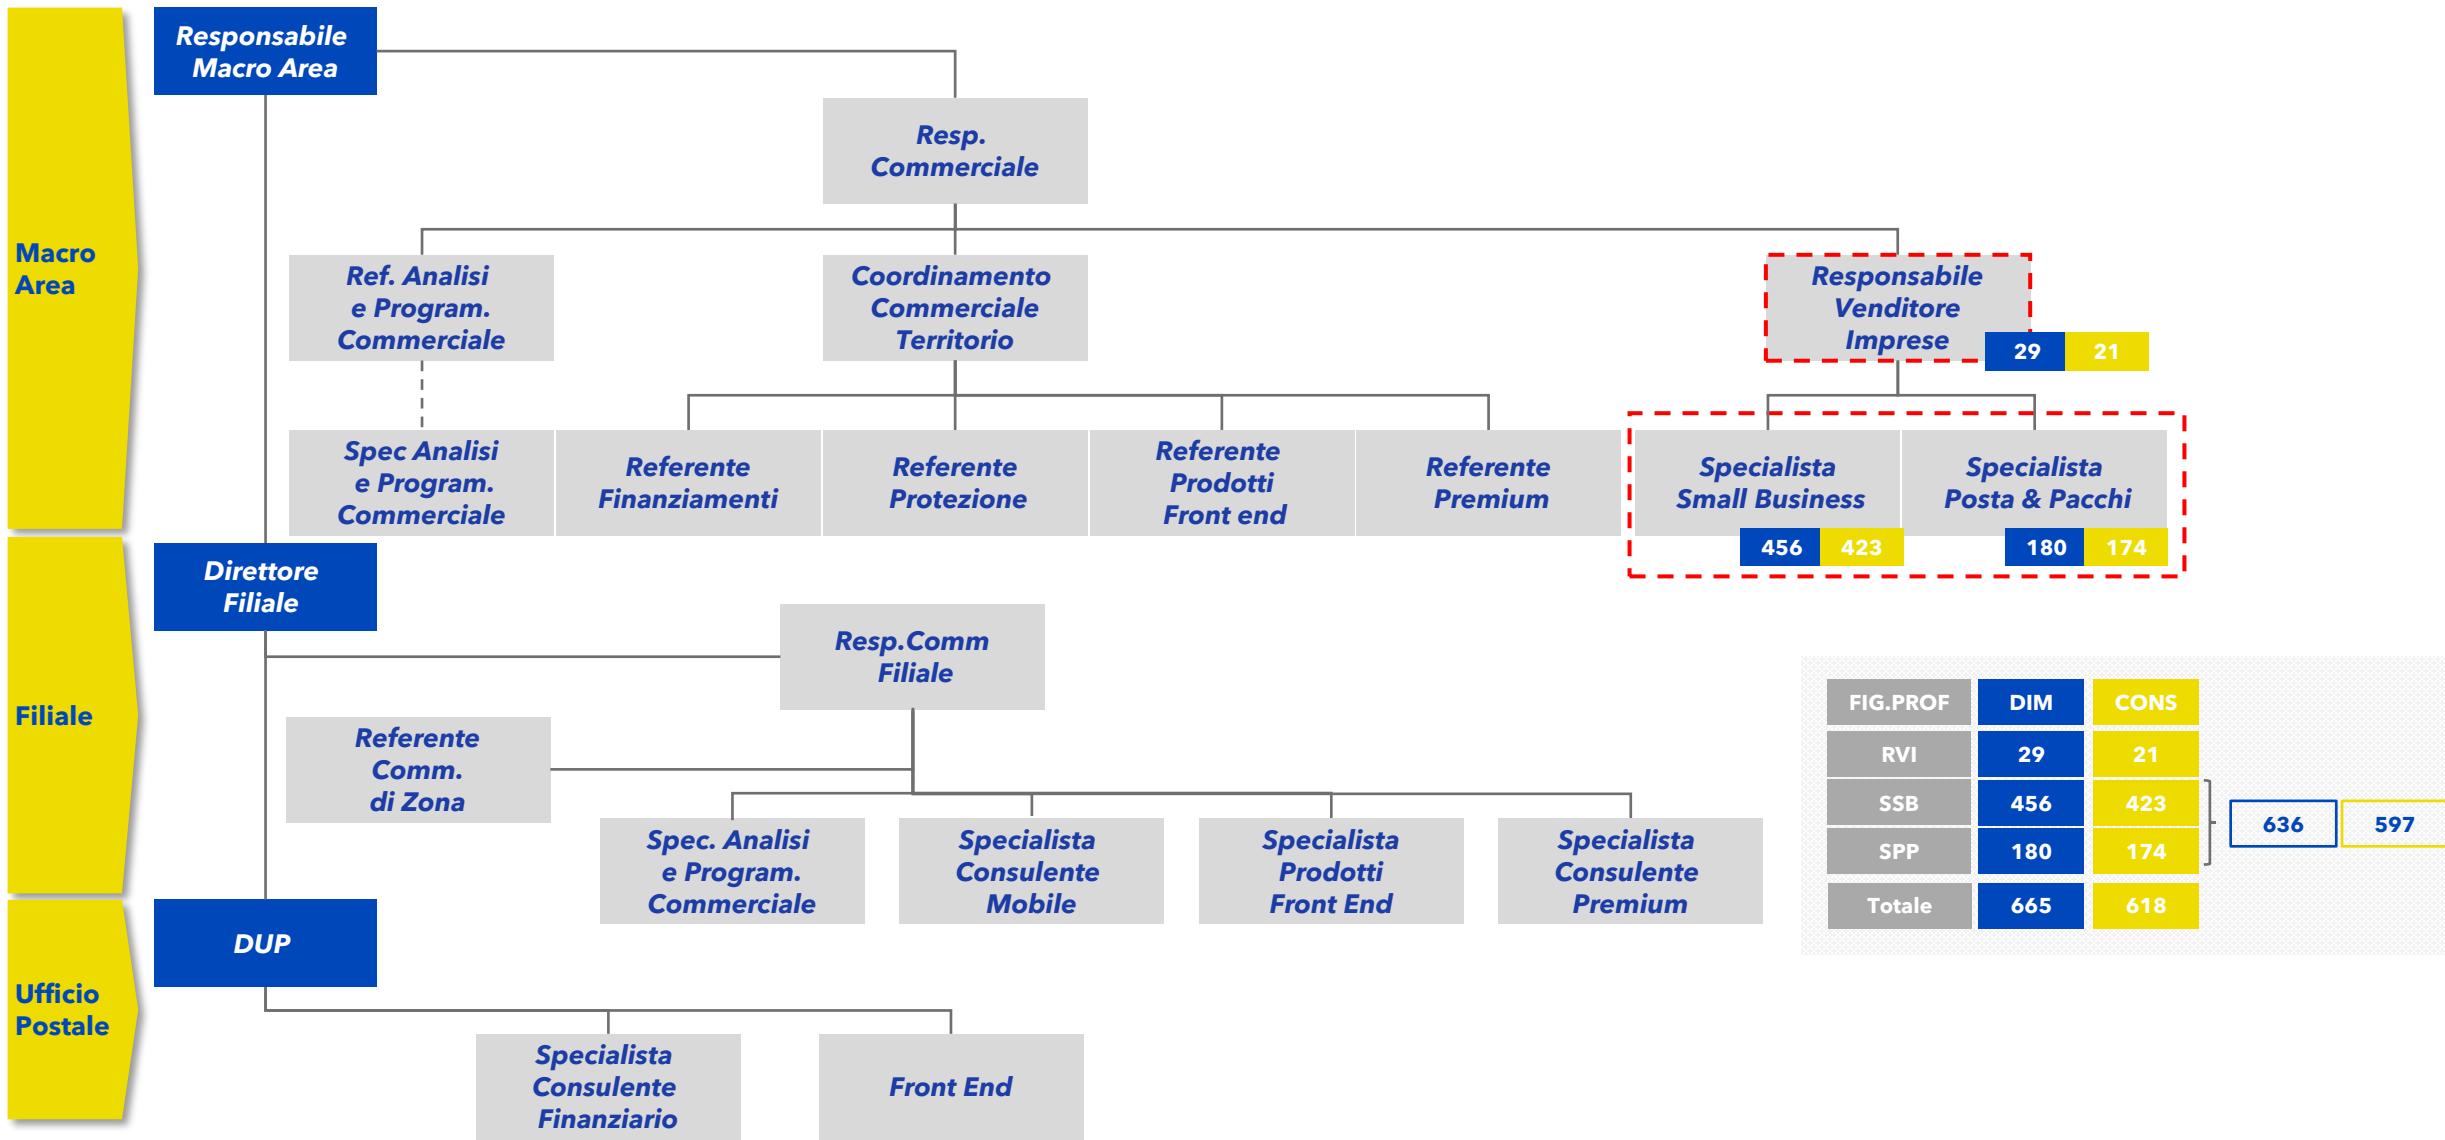 Responsabile
Macro Area
Resp.
Commerciale
Macro
Area
Ref. Analisi
e Program.
Commerciale
Coordinamento
Commerciale
Territorio
Responsabile
Venditore
Imprese
29
21
Spec Analisi
e Program.
Commerciale
Referente
Finanziamenti
Referente
Protezione
Referente
Prodotti
Front end
Referente
Premium
Specialista
Small Business
Specialista
Posta & Pacchi
456
423
180
174
Direttore
Filiale
Filiale
Resp.Comm
Filiale
Referente
Comm.
di Zona
Spec. Analisi
e Program.
Commerciale
Specialista
Consulente
Mobile
Specialista
Prodotti
Front End
Specialista
Consulente
Premium
FIG.PROF DIM CONS
RVI 29 21
SSB 456 423
SPP 180 174
636 597
Totale 665 618
DUP
Ufficio
Postale
Specialista
Consulente
Finanziario
Front End